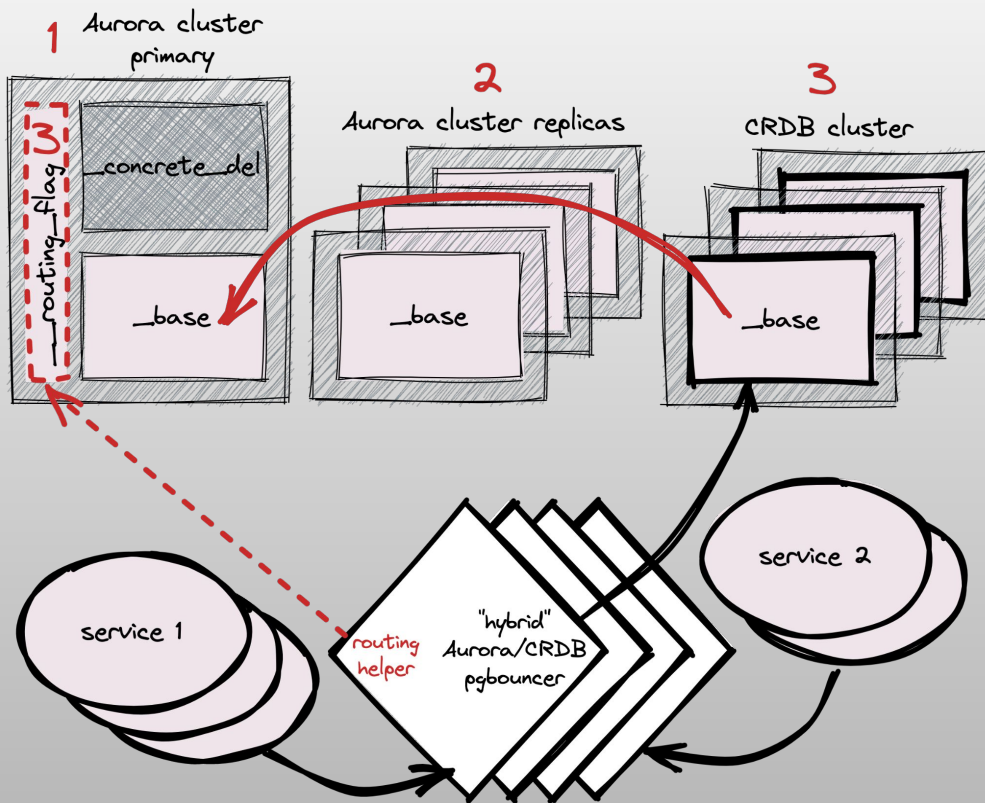 1
Aurora cluster
primary
2
Aurora cluster replicas
3
CRDB cluster
3
__routing_flag
_concrete_del
_base
_base
_base
service 1
routing
helper
"hybrid"
Aurora/CRDB
pgbouncer
service 2